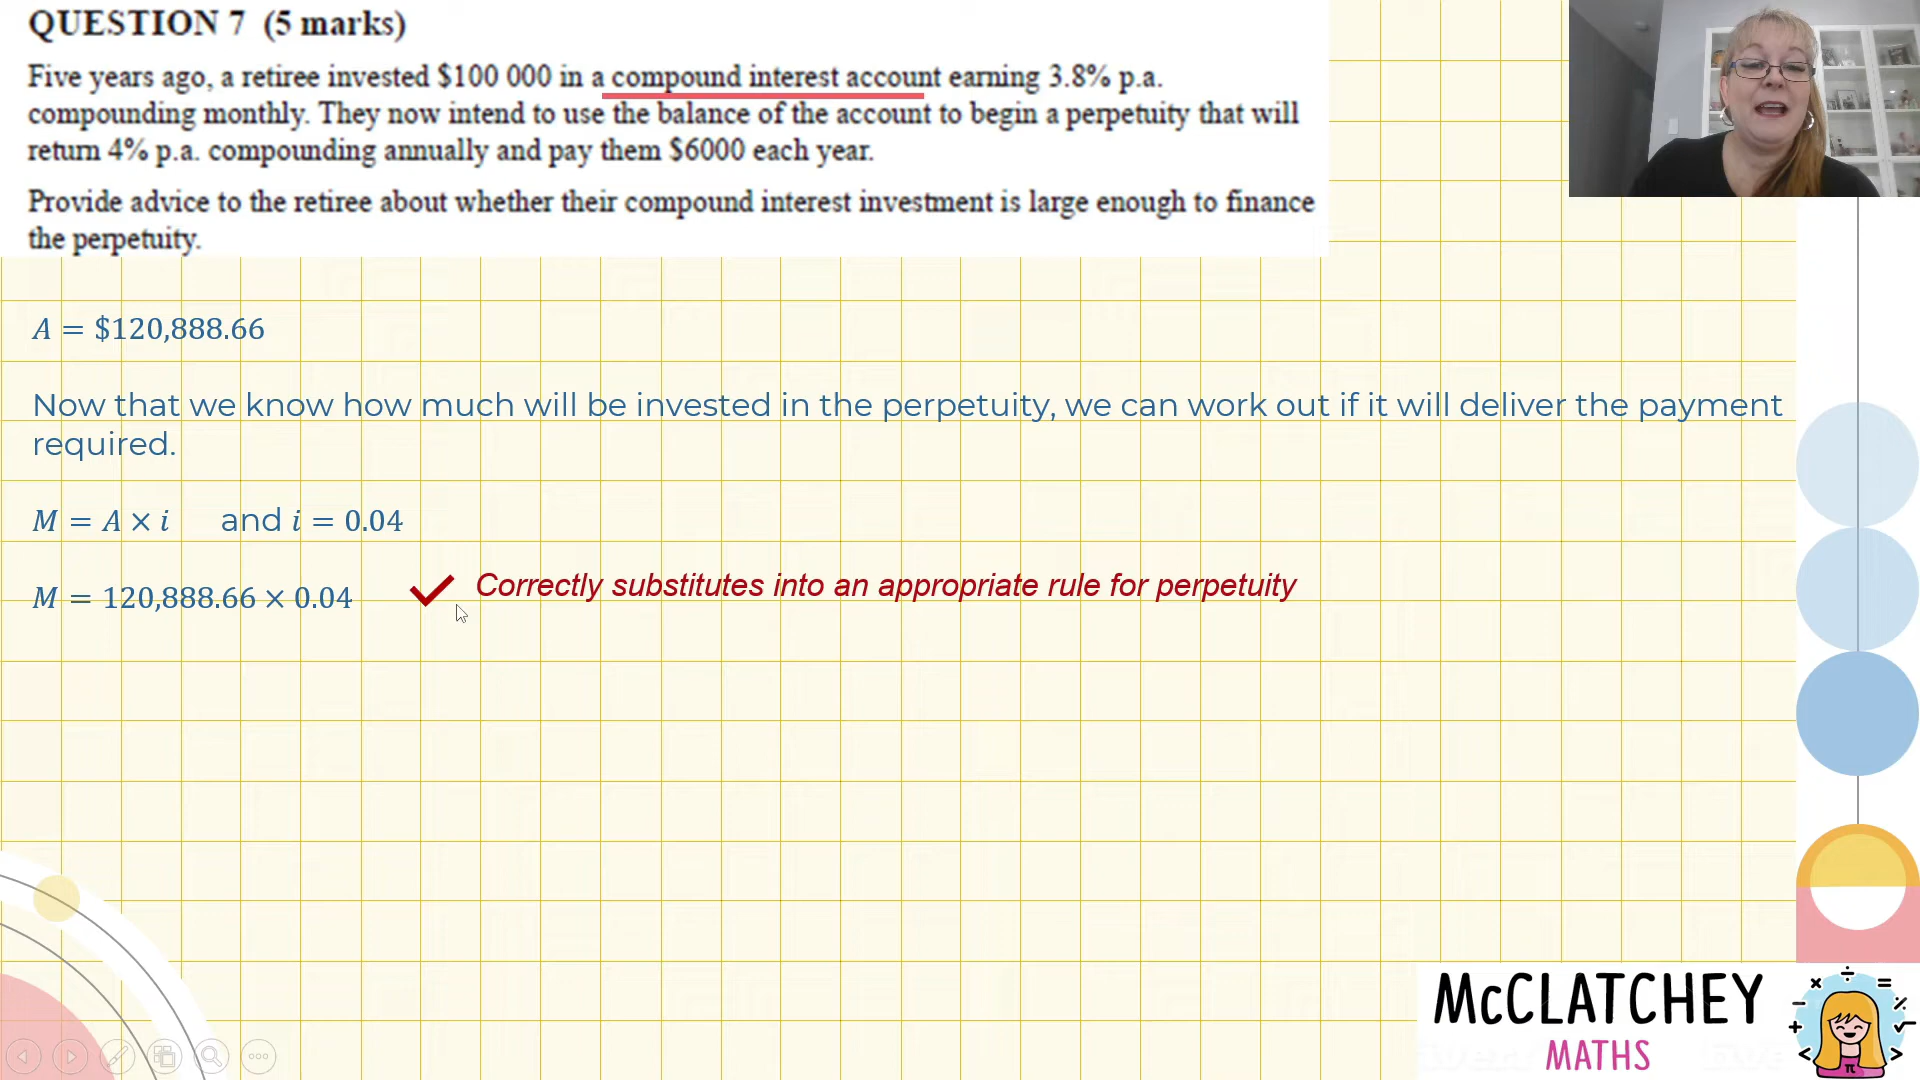 QUESTION 7 (5 marks)
Five years ago, a retiree invested $100 000 in a compound interest account earning 3.8% p.a.
compounding monthly. They now intend to use the balance of the account to begin a perpetuity that will
return 4% p.a. compounding annually and pay them $6000 each year.
Provide advice to the retiree about whether their compound interest investment is large enough to finance
the perpetuity.
A = $120,888.66
Now that we know how much will be invested in the perpetuity, we can work out if it will deliver the payment
required.
M = A × i and i = 0.04
M = 120,888.66 × 0.04
Correctly substitutes into an appropriate rule for perpetuity
McCLATCHEY
MATHS